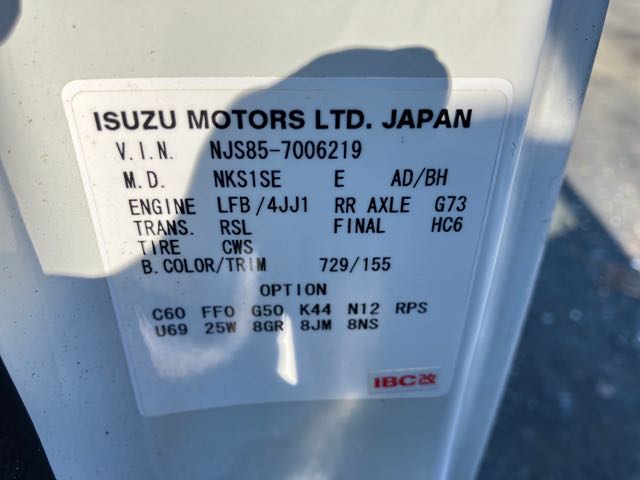 ISUZU MOTORS LTD. JAPAN
V.I.N. NJS85-7006219
M.D. NKS1SE E AD/BH
ENGINE LFB/4JJ1 RR AXLE G73
TRANS. RSL FINAL HC6
TIRE CWS
B.COLOR/TRIM 729/155
OPTION
C60 FF0 G50 K44 N12 RPS
U69 25W 8GR 8JM 8NS
IBC改